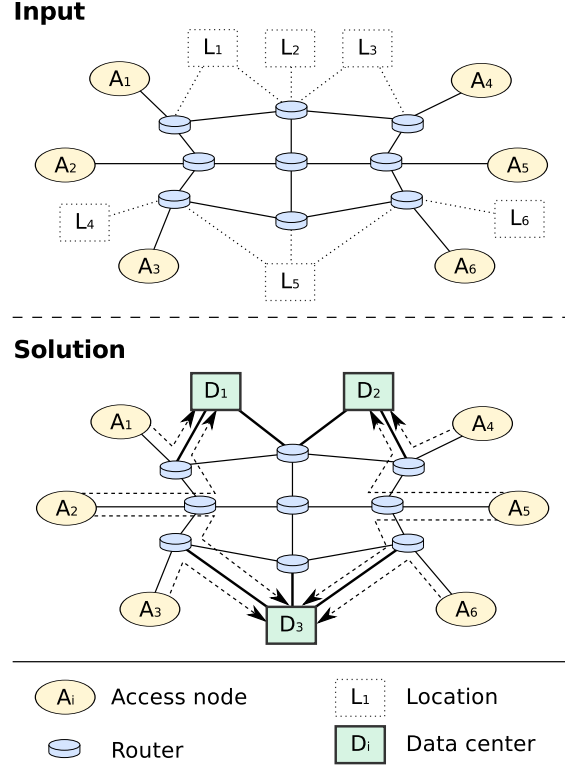 Input
L1 L2 L3
A1 A4
A2 A5
L4 L6
A3 L5 A6
Solution
D1 D2
A1 A4
A2 A5
A3 D3 A6
Ai Access node L1 Location
Router Di Data center